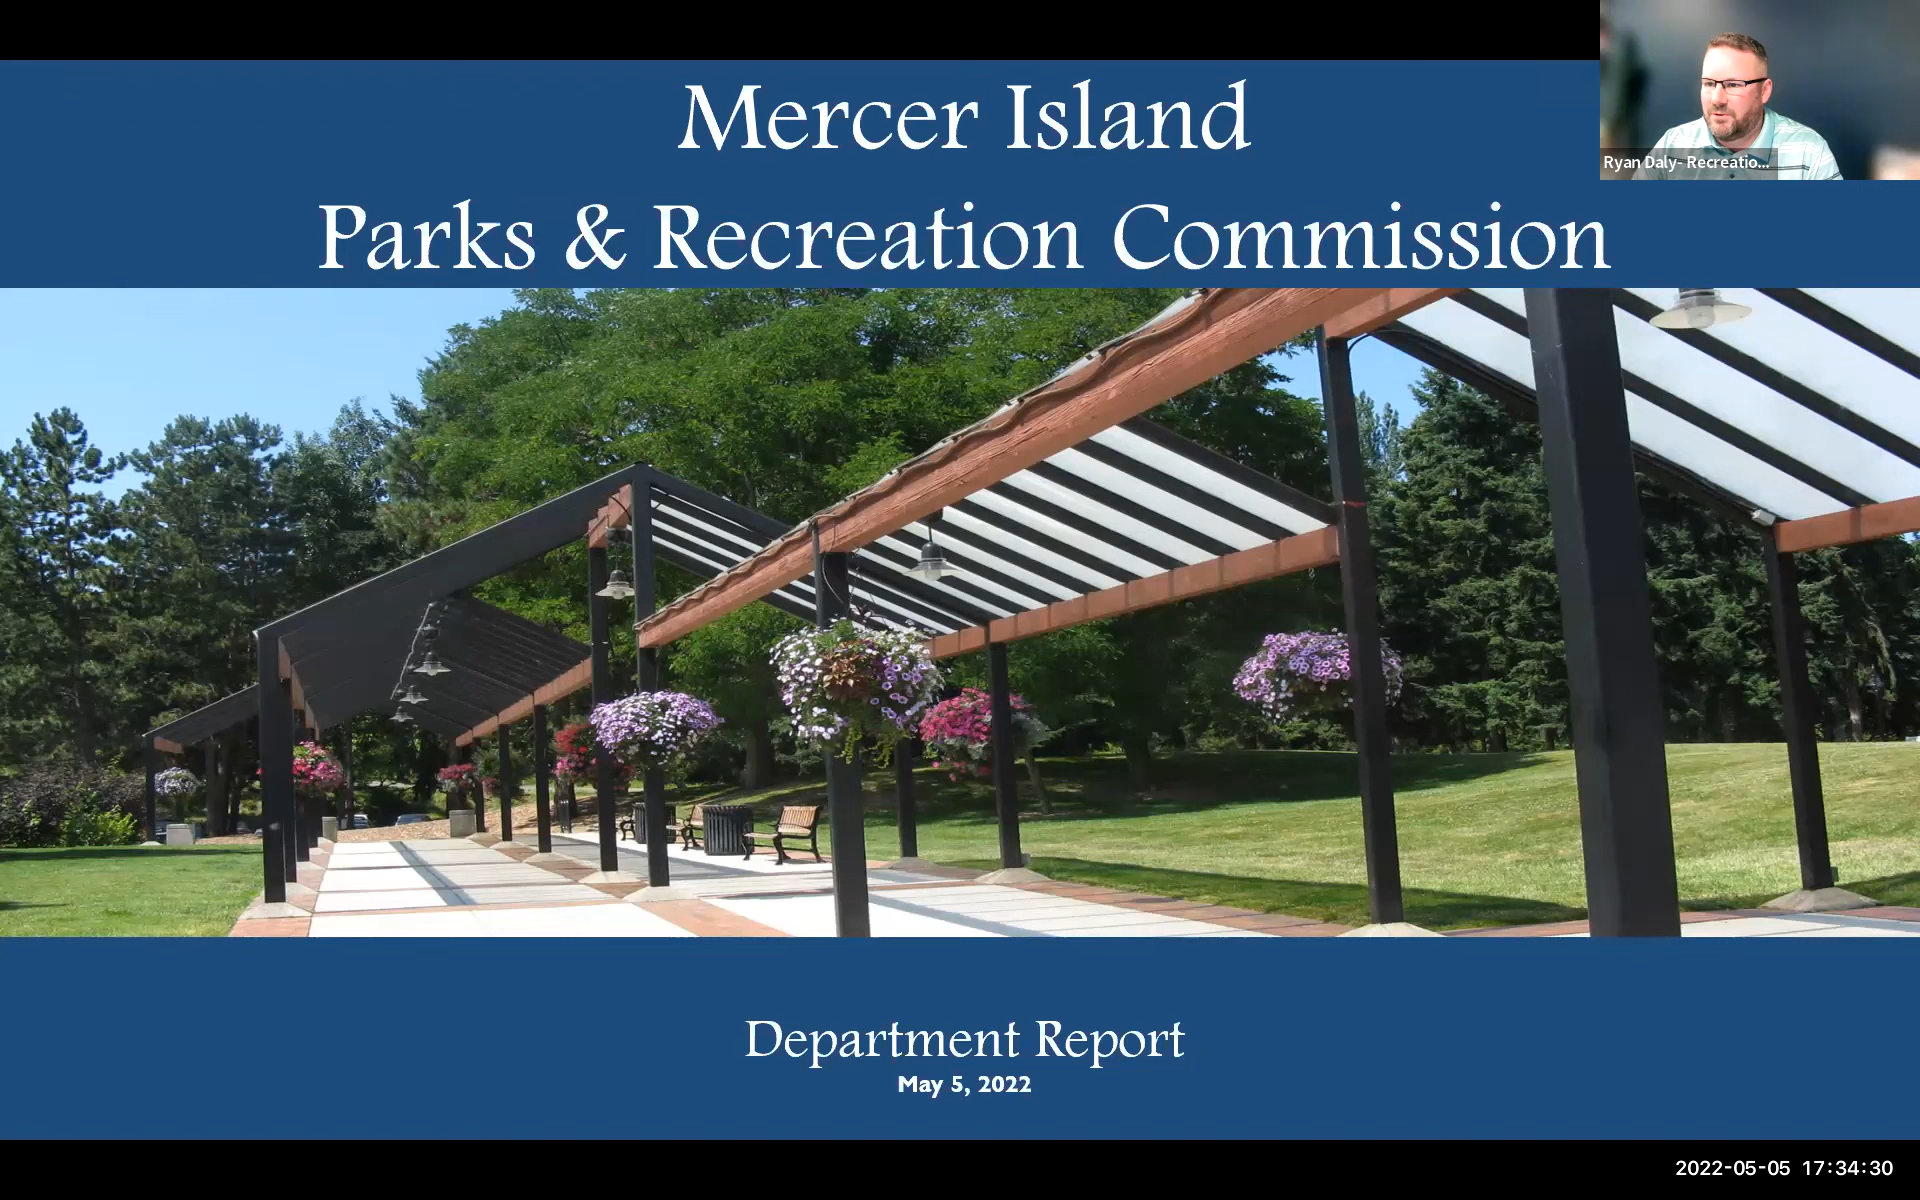 Mercer Island
Parks & Recreation Commission
Ryan Daly- Recreatio...
Department Report
May 5, 2022
2022-05-05 17:34:30